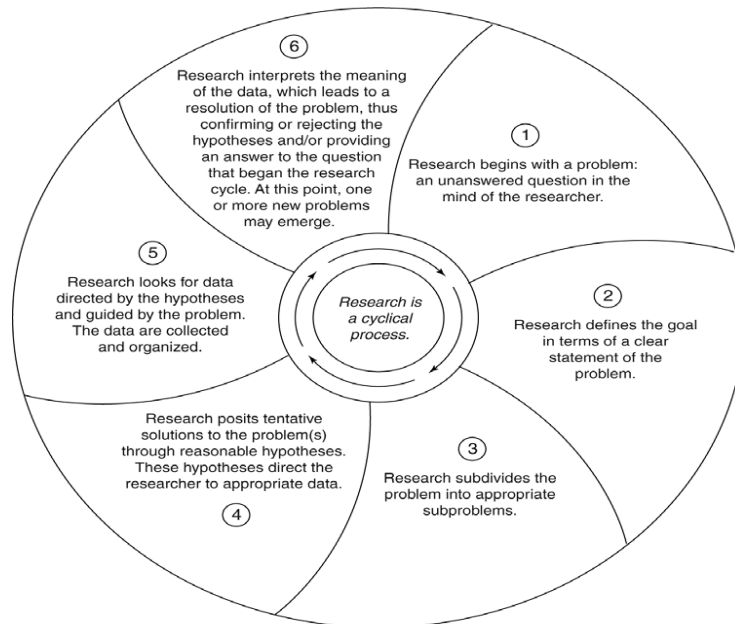 6
Research interprets the meaning
of the data, which leads to a
resolution of the problem, thus
confirming or rejecting the
hypotheses and/or providing
an answer to the question
that began the research
cycle. At this point, one
or more new problems
may emerge.
1
Research begins with a problem:
an unanswered question in the
mind of the researcher.
5
Research looks for data
directed by the hypotheses
and guided by the problem.
The data are collected
and organized.
Research is
a cyclical
process.
2
Research defines the goal
in terms of a clear
statement of the
problem.
Research posits tentative
solutions to the problem(s)
through reasonable hypotheses.
These hypotheses direct the
researcher to appropriate data.
4
3
Research subdivides the
problem into appropriate
subproblems.